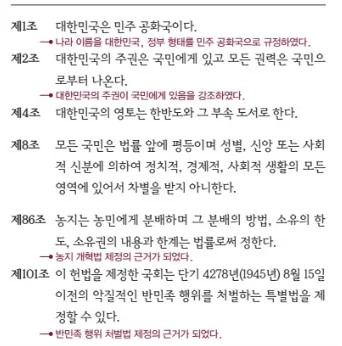 제1조 대한민국은 민주 공화국이다.
→ 나라 이름을 대한민국, 정부 형태를 민주 공화국으로 규정하였다.
제2조 대한민국의 주권은 국민에게 있고 모든 권력은 국민으
로부터 나온다.
→ 대한민국의 주권이 국민에게 있음을 강조하였다.
제4조 대한민국의 영토는 한반도와 그 부속 도서로 한다.
제8조 모든 국민은 법률 앞에 평등이며 성별, 신앙 또는 사회
적 신분에 의하여 정치적, 경제적, 사회적 생활의 모든
영역에 있어서 차별을 받지 아니한다.
제86조 농지는 농민에게 분배하며 그 분배의 방법, 소유의 한
도, 소유권의 내용과 한계는 법률로써 정한다.
→ 농지 개혁법 제정의 근거가 되었다.
제101조 이 헌법을 제정한 국회는 단기 4278년(1945년) 8월 15일
이전의 악질적인 반민족 행위를 처벌하는 특별법을 제
정할 수 있다.
→ 반민족 행위 처벌법 제정의 근거가 되었다.